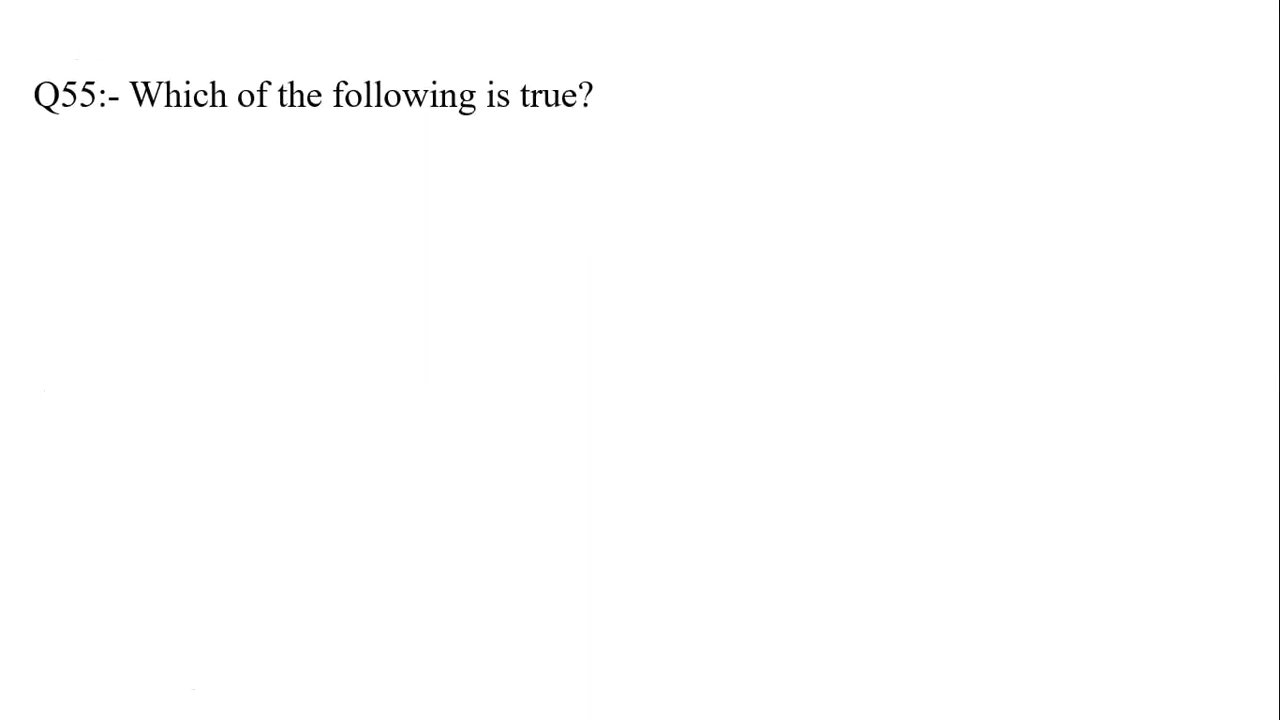 Q55:- Which of the following is true?